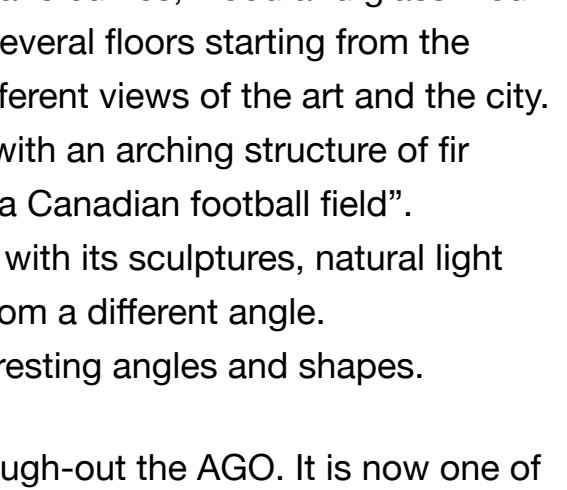 everal floors starting from the
ferent views of the art and the city.
with an arching structure of fir
a Canadian football field”.
with its sculptures, natural light
om a different angle.
resting angles and shapes.
ugh-out the AGO. It is now one of